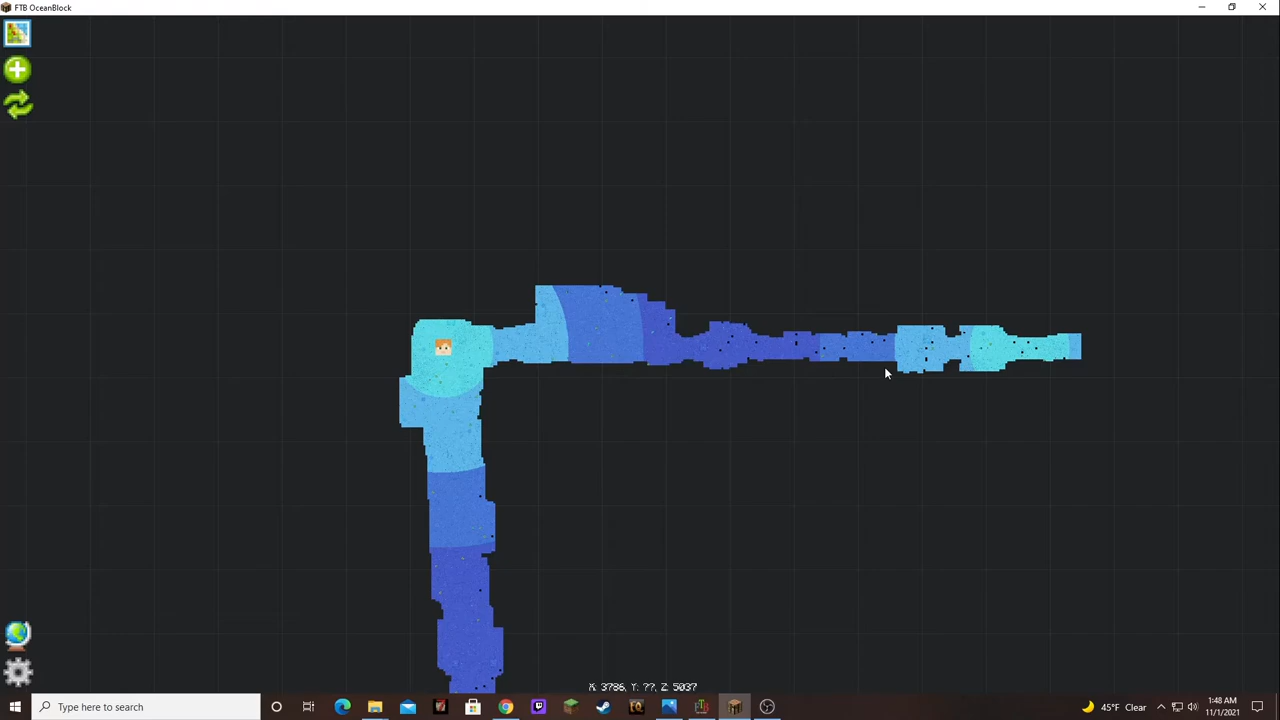 FTB OceanBlock
X: 3786, Y: ??, Z: 5037
Type here to search
45°F Clear
1:48 AM
11/1/2021